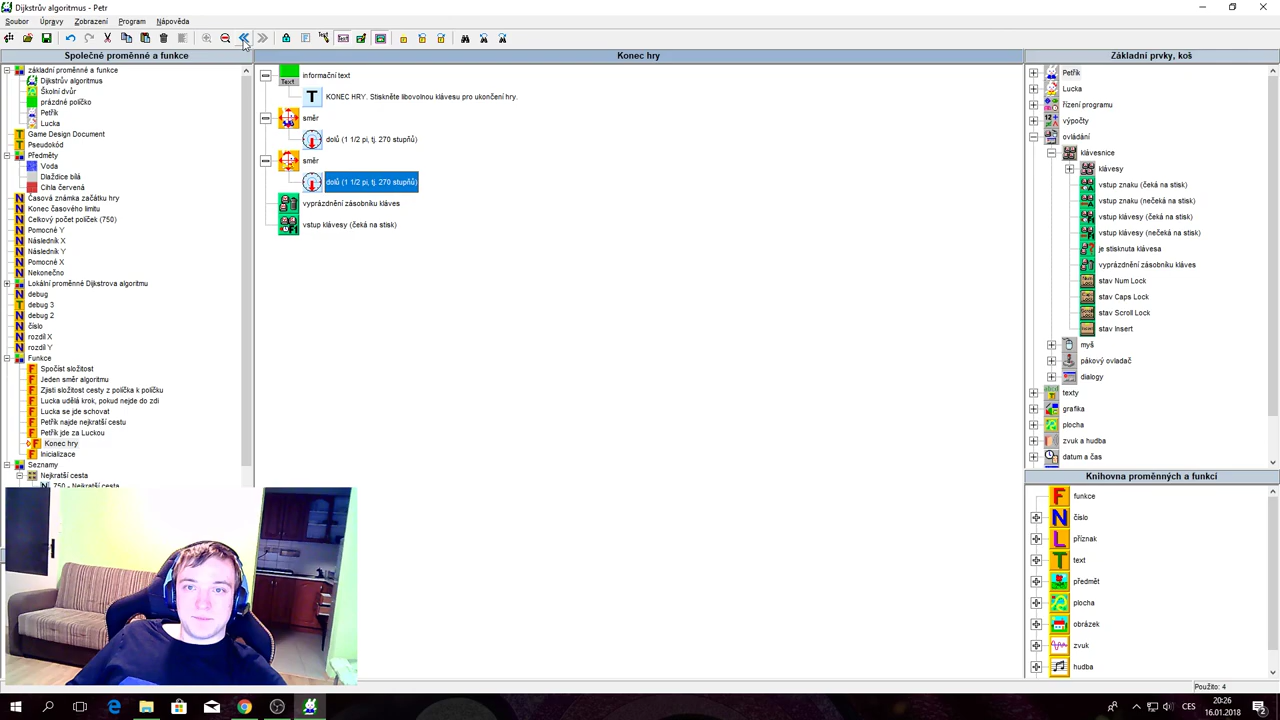 Dijkstrův algoritmus - Petr
Soubor Úpravy Zobrazení Program Nápověda
Společné proměnné a funkce
základní proměnné a funkce
Dijkstrův algoritmus
Školní dvůr
prázdné políčko
Petřík
Lucka
Game Design Document
Pseudokód
Předměty
Voda
Dlaždice bílá
Cihla červená
Časová známka začátku hry
Konec časového limitu
Celkový počet políček (750)
Pomocné Y
Následník X
Následník Y
Pomocné X
Nekonečno
Lokální proměnné Dijkstrova algoritmu
debug
debug 3
debug 2
číslo
rozdíl X
rozdíl Y
Funkce
Spočíst složitost
Jeden směr algoritmu
Zjisti složitost cesty z políčka k políčku
Lucka udělá krok, pokud nejde do zdi
Lucka se jde schovat
Petřík najde nejkratší cestu
Petřík jde za Luckou
Konec hry
Inicializace
Seznamy
Nejkratší cesta
750 - Nejkratší cesta
Konec hry
informační text
KONEC HRY. Stiskněte libovolnou klávesu pro ukončení hry.
směr
dolů (1 1/2 pi, tj. 270 stupňů)
směr
dolů (1 1/2 pi, tj. 270 stupňů)
vyprázdnění zásobníku kláves
vstup klávesy (čeká na stisk)
Základní prvky, koš
Petřík
Lucka
řízení programu
výpočty
ovládání
klávesnice
klávesy
vstup znaku (čeká na stisk)
vstup znaku (nečeká na stisk)
vstup klávesy (čeká na stisk)
vstup klávesy (nečeká na stisk)
je stisknuta klávesa
vyprázdnění zásobníku kláves
stav Num Lock
stav Caps Lock
stav Scroll Lock
stav Insert
myš
pákový ovladač
dialogy
texty
grafika
plocha
zvuk a hudba
datum a čas
Knihovna proměnných a funkcí
funkce
číslo
příznak
text
předmět
plocha
obrázek
zvuk
hudba
Použito: 4
CES
20:26
16.01.2018